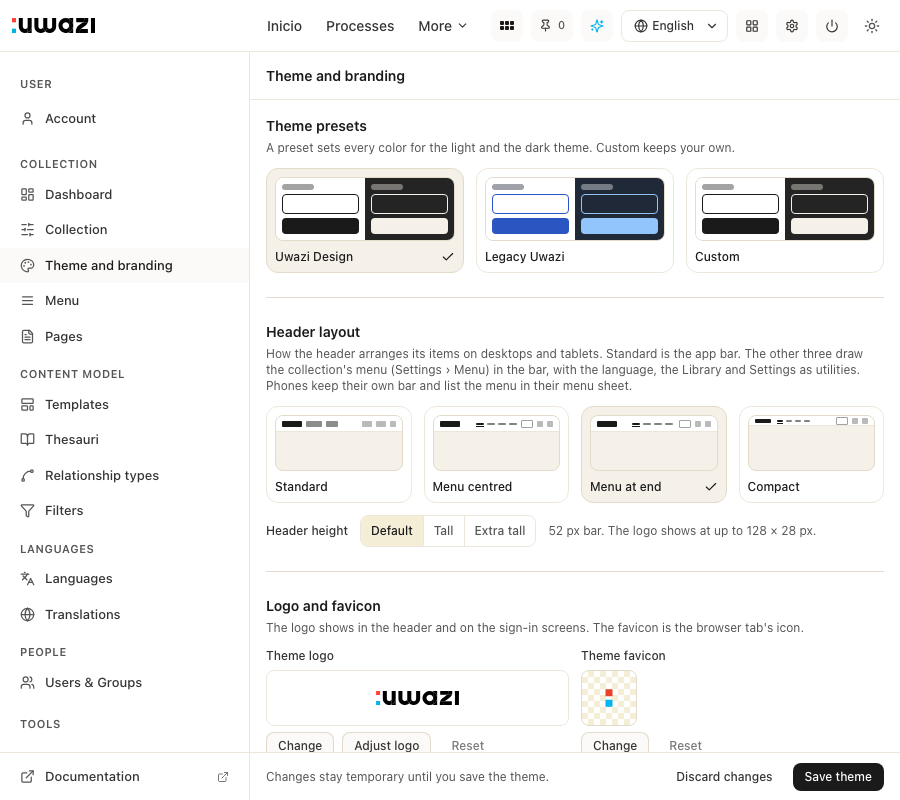 :uwazi
Inicio
Processes
More
0
English
USER
Account
COLLECTION
Dashboard
Collection
Theme and branding
Menu
Pages
CONTENT MODEL
Templates
Thesauri
Relationship types
Filters
LANGUAGES
Languages
Translations
PEOPLE
Users & Groups
TOOLS
Documentation
Theme and branding
Theme presets
A preset sets every color for the light and the dark theme. Custom keeps your own.
Uwazi Design
Legacy Uwazi
Custom
Header layout
How the header arranges its items on desktops and tablets. Standard is the app bar. The other three draw
the collection's menu (Settings › Menu) in the bar, with the language, the Library and Settings as utilities.
Phones keep their own bar and list the menu in their menu sheet.
Standard
Menu centred
Menu at end
Compact
Header height
Default
Tall
Extra tall
52 px bar. The logo shows at up to 128 × 28 px.
Logo and favicon
The logo shows in the header and on the sign-in screens. The favicon is the browser tab's icon.
Theme logo
Theme favicon
:uwazi
Change
Adjust logo
Reset
Change
Reset
Changes stay temporary until you save the theme.
Discard changes
Save theme